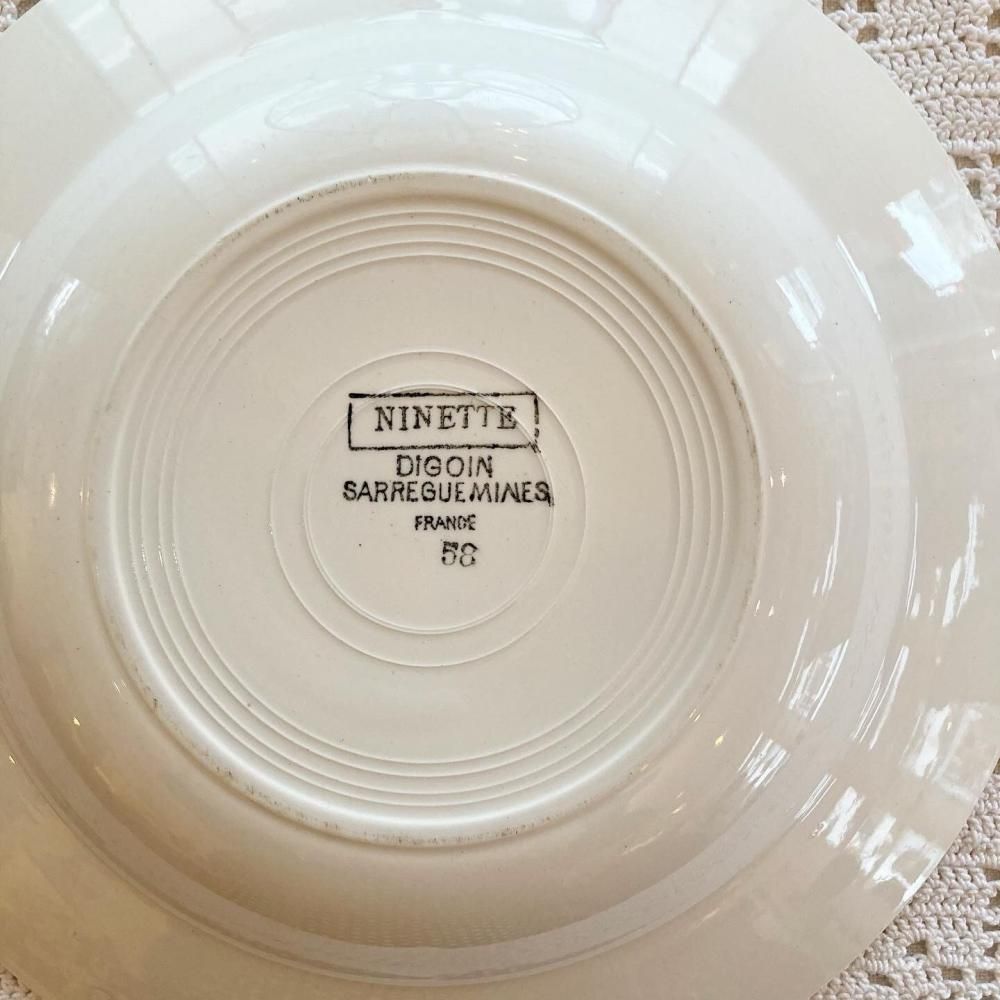 NINETTE
DIGOIN
SARREGUEMINES
FRANCE
58